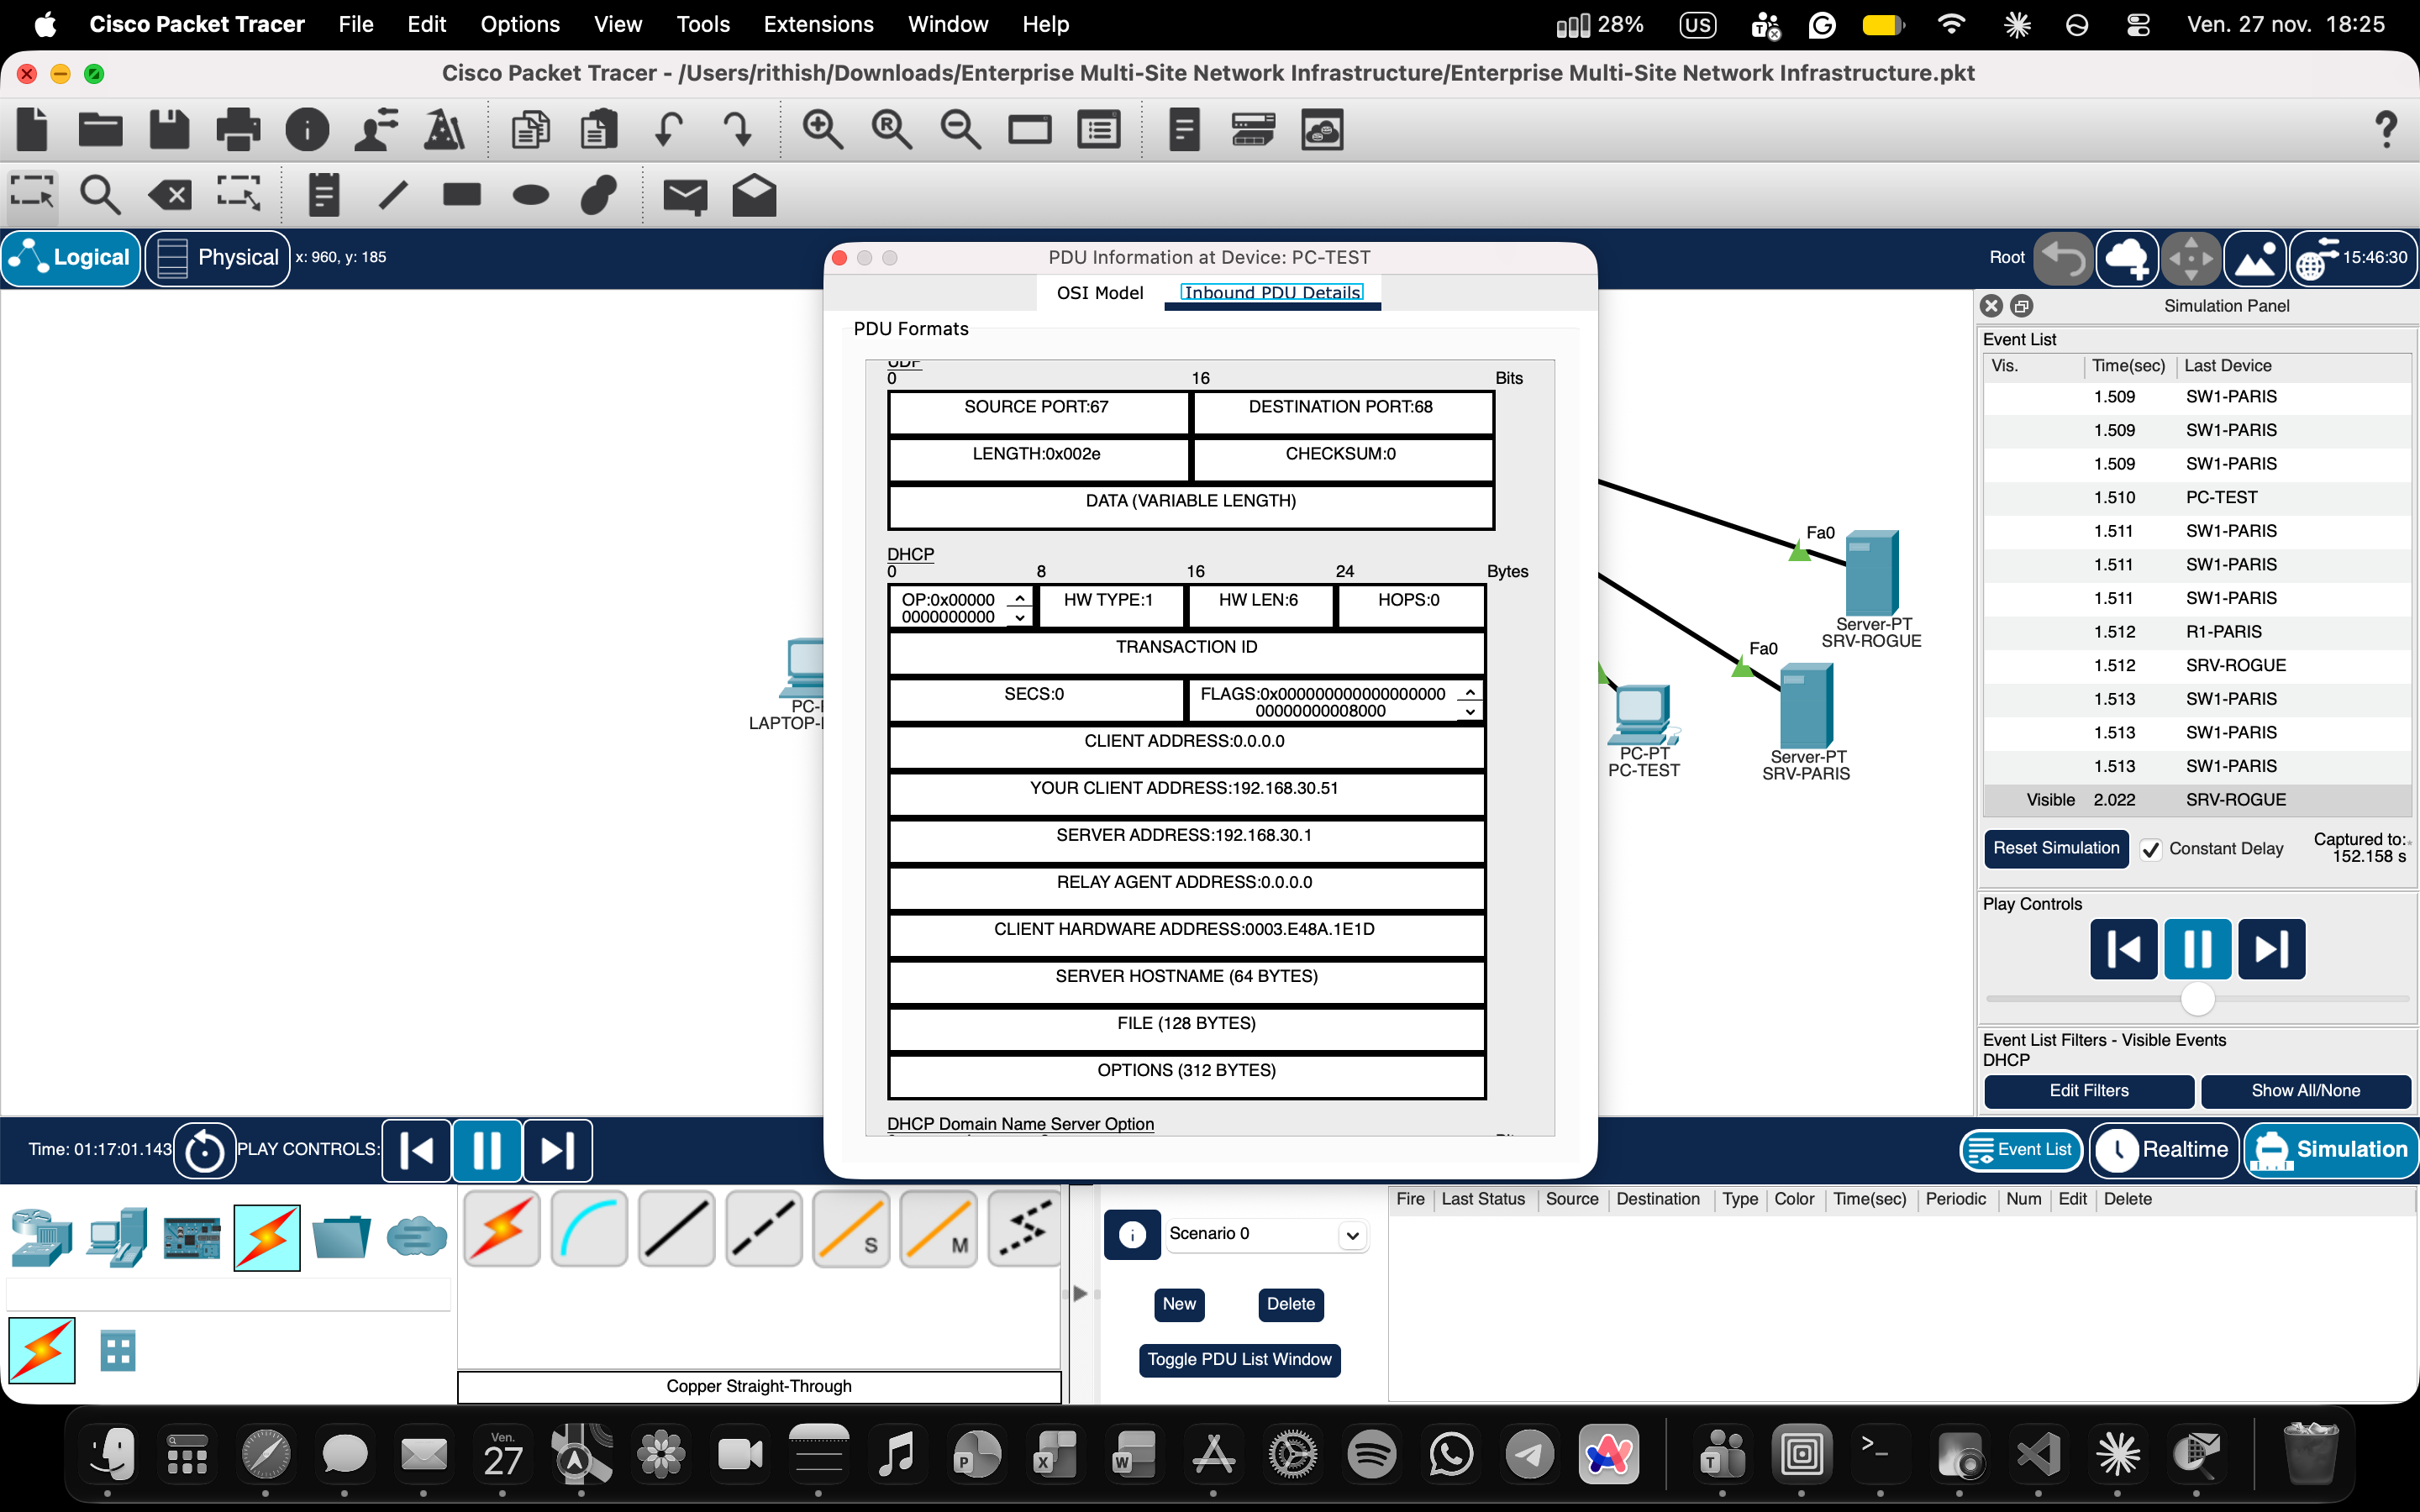 Cisco Packet Tracer File Edit Options View Tools Extensions Window Help 28% US Ven. 27 nov. 18:25
Cisco Packet Tracer - /Users/rithish/Downloads/Enterprise Multi-Site Network Infrastructure/Enterprise Multi-Site Network Infrastructure.pkt
Logical Physical x: 960, y: 185
Root 15:46:30
PDU Information at Device: PC-TEST
OSI Model Inbound PDU Details
PDU Formats
UDP
0 16 Bits
SOURCE PORT:67 DESTINATION PORT:68
LENGTH:0x002e CHECKSUM:0
DATA (VARIABLE LENGTH)
DHCP
0 8 16 24 Bytes
OP:0x00000 HW TYPE:1 HW LEN:6 HOPS:0
0000000000
TRANSACTION ID
SECS:0 FLAGS:0x000000000000000000
00000000008000
CLIENT ADDRESS:0.0.0.0
YOUR CLIENT ADDRESS:192.168.30.51
SERVER ADDRESS:192.168.30.1
RELAY AGENT ADDRESS:0.0.0.0
CLIENT HARDWARE ADDRESS:0003.E48A.1E1D
SERVER HOSTNAME (64 BYTES)
FILE (128 BYTES)
OPTIONS (312 BYTES)
DHCP Domain Name Server Option
PC-
LAPTOP-
Fa0
Server-PT
SRV-ROGUE
Fa0
PC-PT
PC-TEST
Server-PT
SRV-PARIS
Simulation Panel
Event List
Vis. Time(sec) Last Device
1.509 SW1-PARIS
1.509 SW1-PARIS
1.509 SW1-PARIS
1.510 PC-TEST
1.511 SW1-PARIS
1.511 SW1-PARIS
1.511 SW1-PARIS
1.512 R1-PARIS
1.512 SRV-ROGUE
1.513 SW1-PARIS
1.513 SW1-PARIS
1.513 SW1-PARIS
Visible 2.022 SRV-ROGUE
Reset Simulation Constant Delay Captured to:
152.158 s
Play Controls
Event List Filters - Visible Events
DHCP
Edit Filters Show All/None
Time: 01:17:01.143 PLAY CONTROLS:
Event List Realtime Simulation
S M
Copper Straight-Through
Scenario 0
New Delete
Toggle PDU List Window
Fire Last Status Source Destination Type Color Time(sec) Periodic Num Edit Delete
Ven.
27